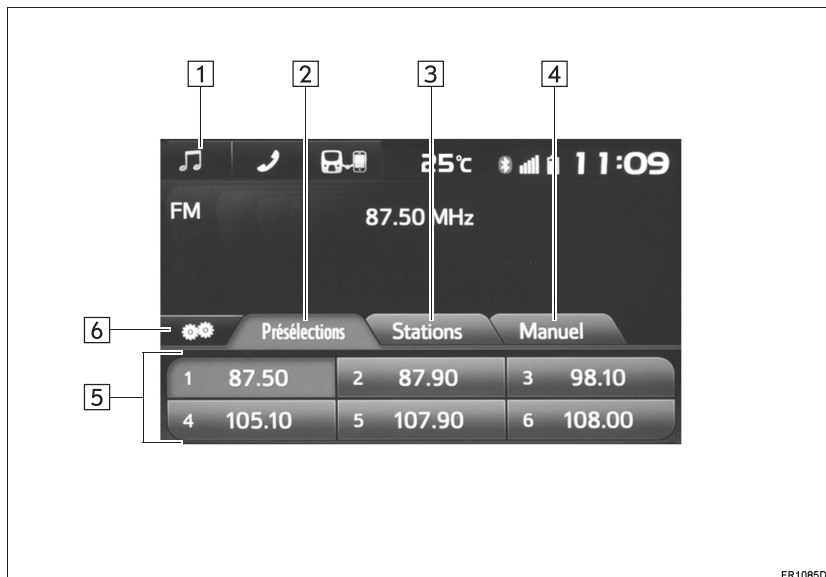 1 2 3 4
25°C 11:09
FM
87.50 MHz
6
Présélections Stations Manuel
5
1 87.50 2 87.90 3 98.10
4 105.10 5 107.90 6 108.00
ER1085D